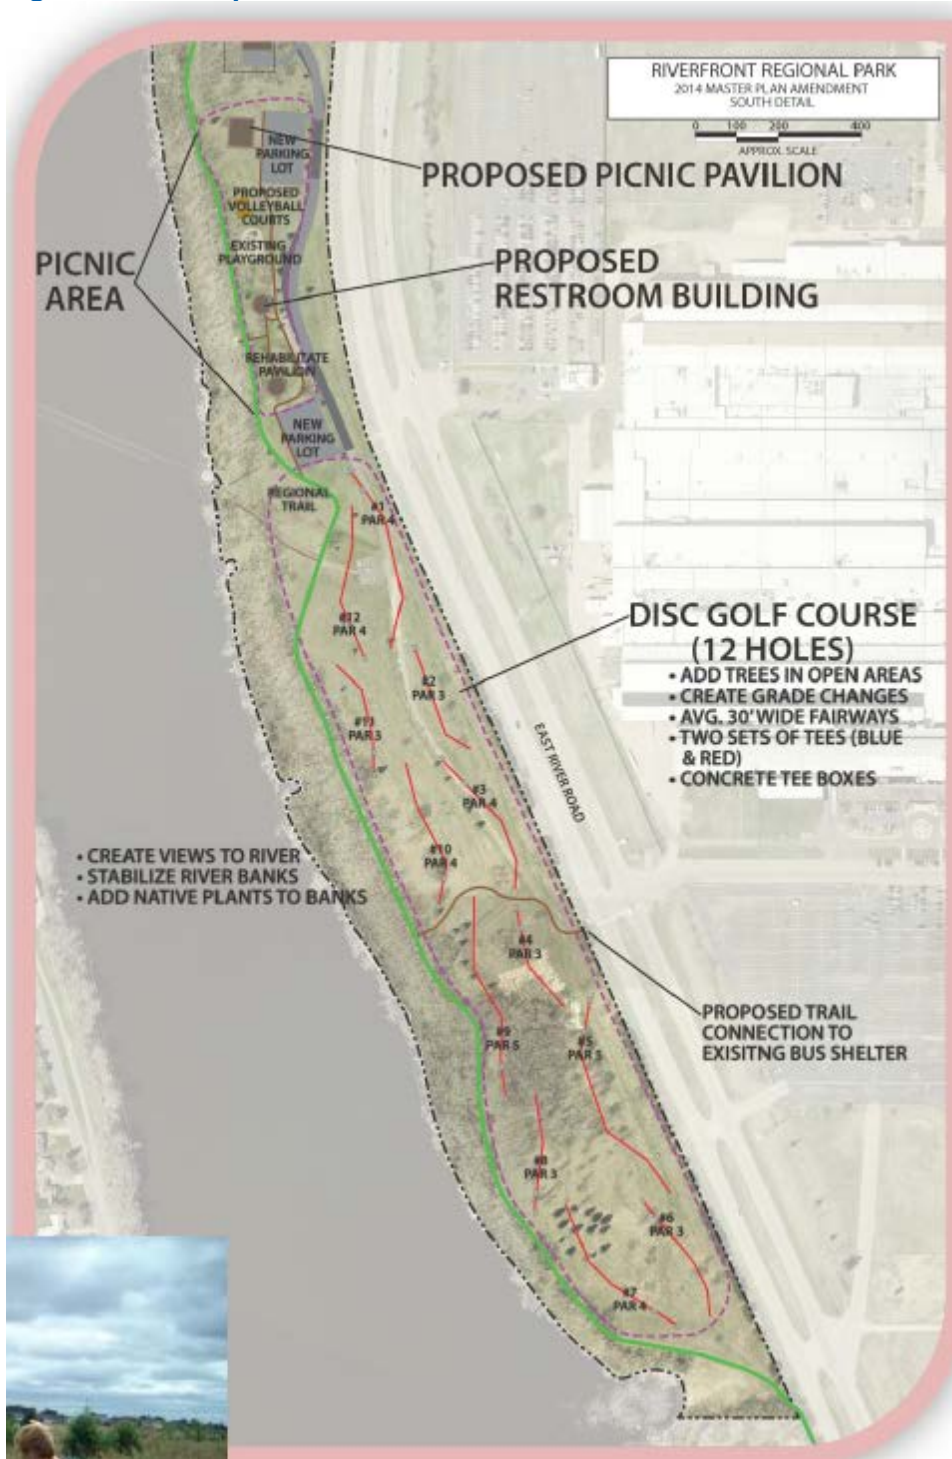 RIVERFRONT REGIONAL PARK
2014 MASTER PLAN AMENDMENT
SOUTH DETAIL
0 100 200 400
APPROX. SCALE
NEW
PARKING
LOT
PROPOSED PICNIC PAVILION
PROPOSED
VOLLEYBALL
COURTS
EXISTING
PLAYGROUND
PICNIC
AREA
PROPOSED
RESTROOM BUILDING
REHABILITATE
PAVILION
NEW
PARKING
LOT
REGIONAL
TRAIL
#1
PAR 4
#12
PAR 4
DISC GOLF COURSE
(12 HOLES)
• ADD TREES IN OPEN AREAS
• CREATE GRADE CHANGES
• AVG. 30' WIDE FAIRWAYS
• TWO SETS OF TEES (BLUE
& RED)
• CONCRETE TEE BOXES
#2
PAR 3
#11
PAR 3
EAST RIVER ROAD
#3
PAR 4
#10
PAR 4
• CREATE VIEWS TO RIVER
• STABILIZE RIVER BANKS
• ADD NATIVE PLANTS TO BANKS
#4
PAR 3
PROPOSED TRAIL
CONNECTION TO
EXISITNG BUS SHELTER
#9
PAR 5
#5
PAR
#8
PAR 3
#6
PAR 3
#7
PAR 4